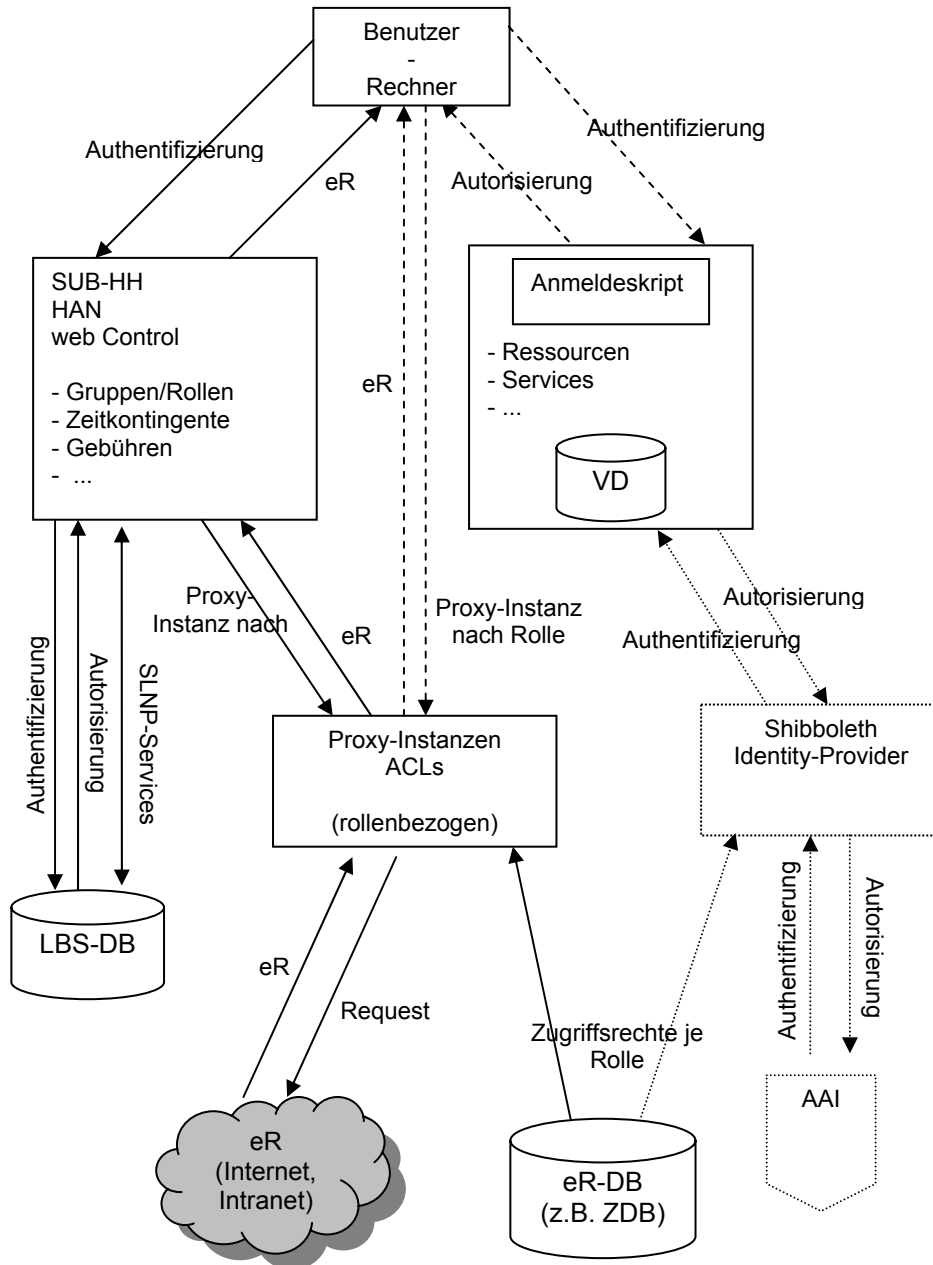 Benutzer
-
Rechner
Authentifizierung
eR
Autorisierung
Authentifizierung
SUB-HH
HAN
web Control
- Gruppen/Rollen
- Zeitkontingente
- Gebühren
- ...
eR
Anmeldeskript
- Ressourcen
- Services
- ...
VD
Proxy-
Instanz nach
eR
Proxy-Instanz
nach Rolle
Autorisierung
Authentifizierung
Authentifizierung
Autorisierung
SLNP-Services
Proxy-Instanzen
ACLs
(rollenbezogen)
Shibboleth
Identity-Provider
LBS-DB
eR
Request
Zugriffsrechte je
Rolle
Authentifizierung
Autorisierung
eR
(Internet,
Intranet)
eR-DB
(z.B. ZDB)
AAI